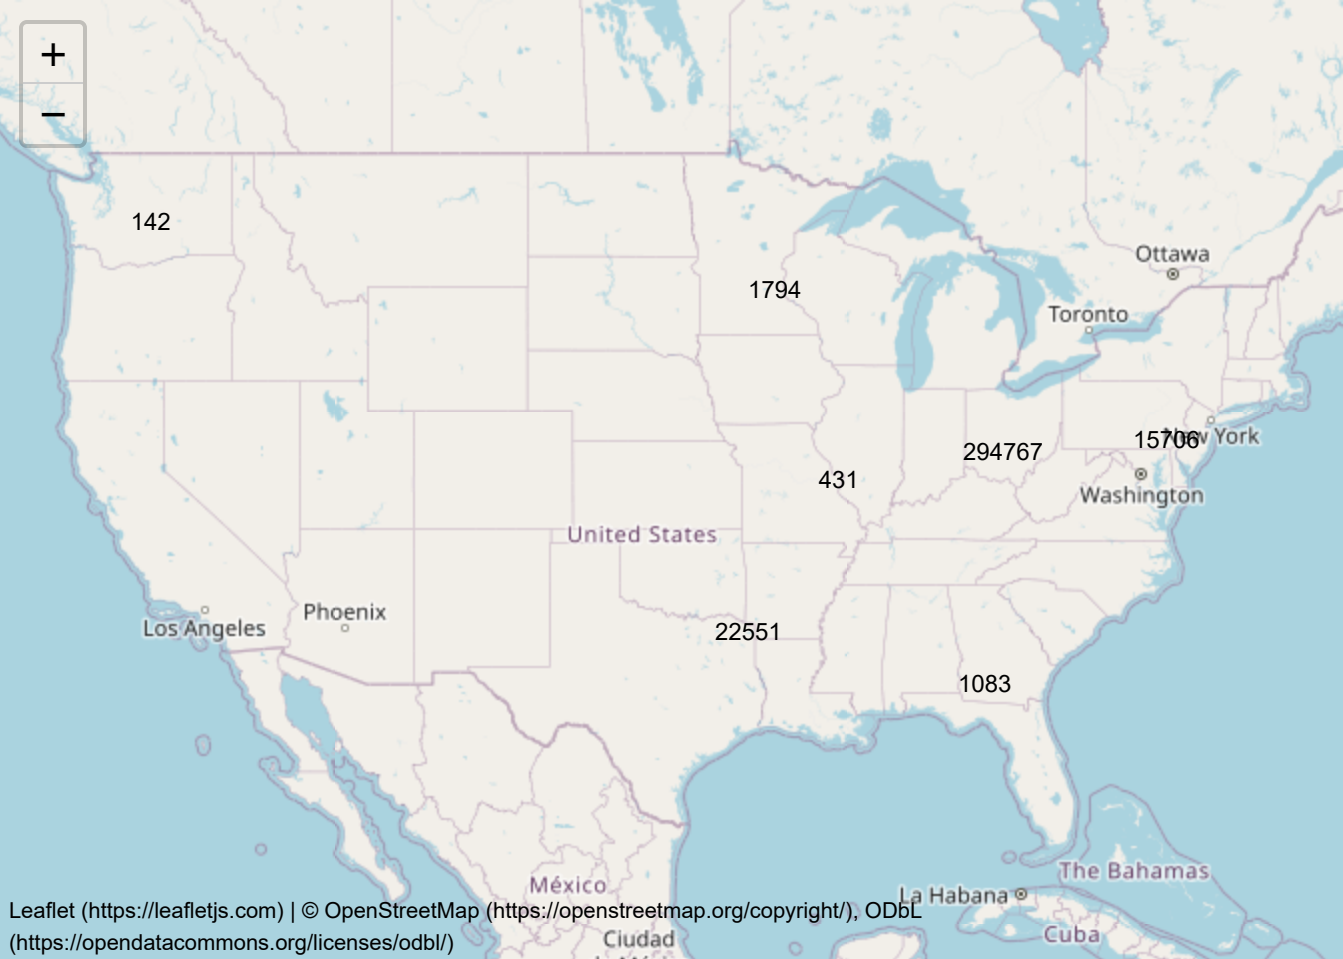 +
−
142
Ottawa
1794
Toronto
15706
New York
294767
431
Washington
United States
Phoenix
Los Angeles
22551
1083
The Bahamas
México
La Habana
Leaflet (https://leafletjs.com) | © OpenStreetMap (https://openstreetmap.org/copyright/), ODbL
(https://opendatacommons.org/licenses/odbl/)
Ciudad
Cuba